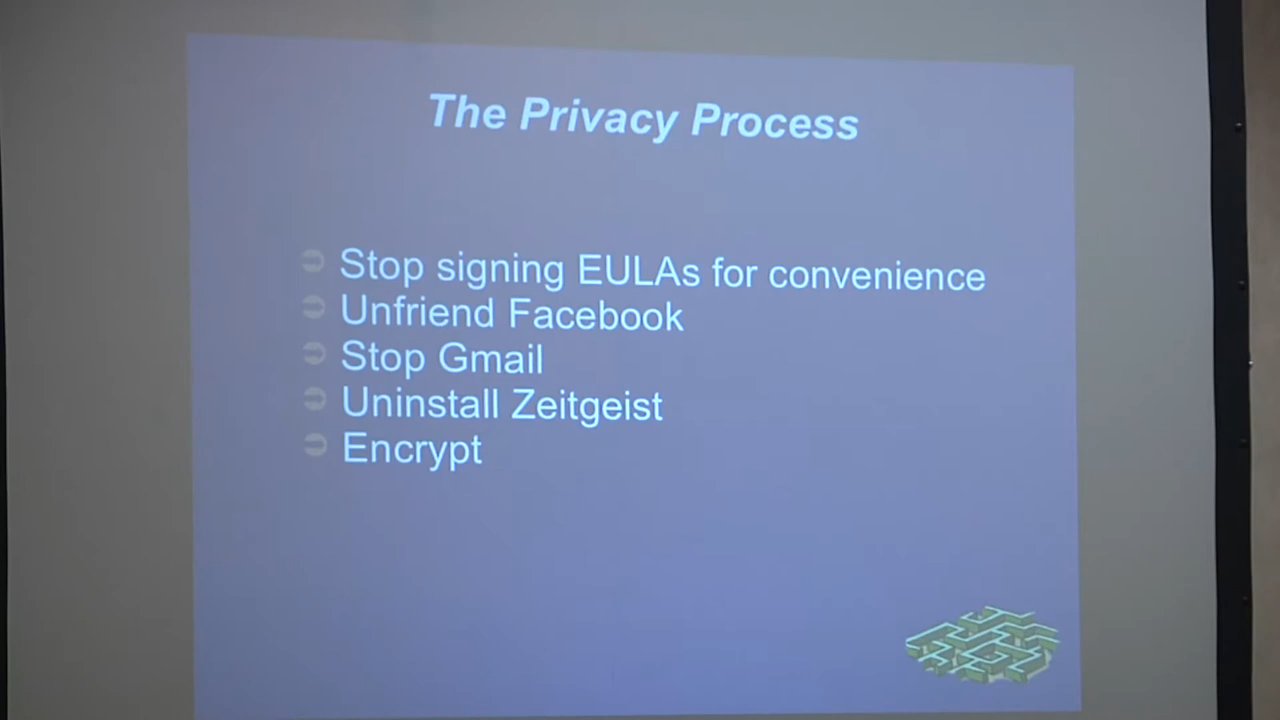 The Privacy Process
Stop signing EULAs for convenience
Unfriend Facebook
Stop Gmail
Uninstall Zeitgeist
Encrypt